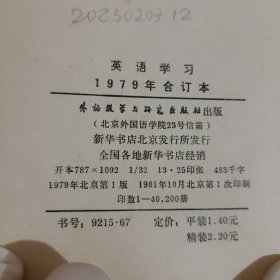 20230207 12
英语学习
1979年合订本
外语教学与研究出版社出版
(北京外国语学院23号信箱)
新华书店北京发行所发行
全国各地新华书店经销
开本787×1092 1/32 13·25印张 483千字
1979年北京第1版 1981年10月北京第1次印刷
印数1—40,200册
书号：9215·67 定价：平装1.40元
精装2.20元